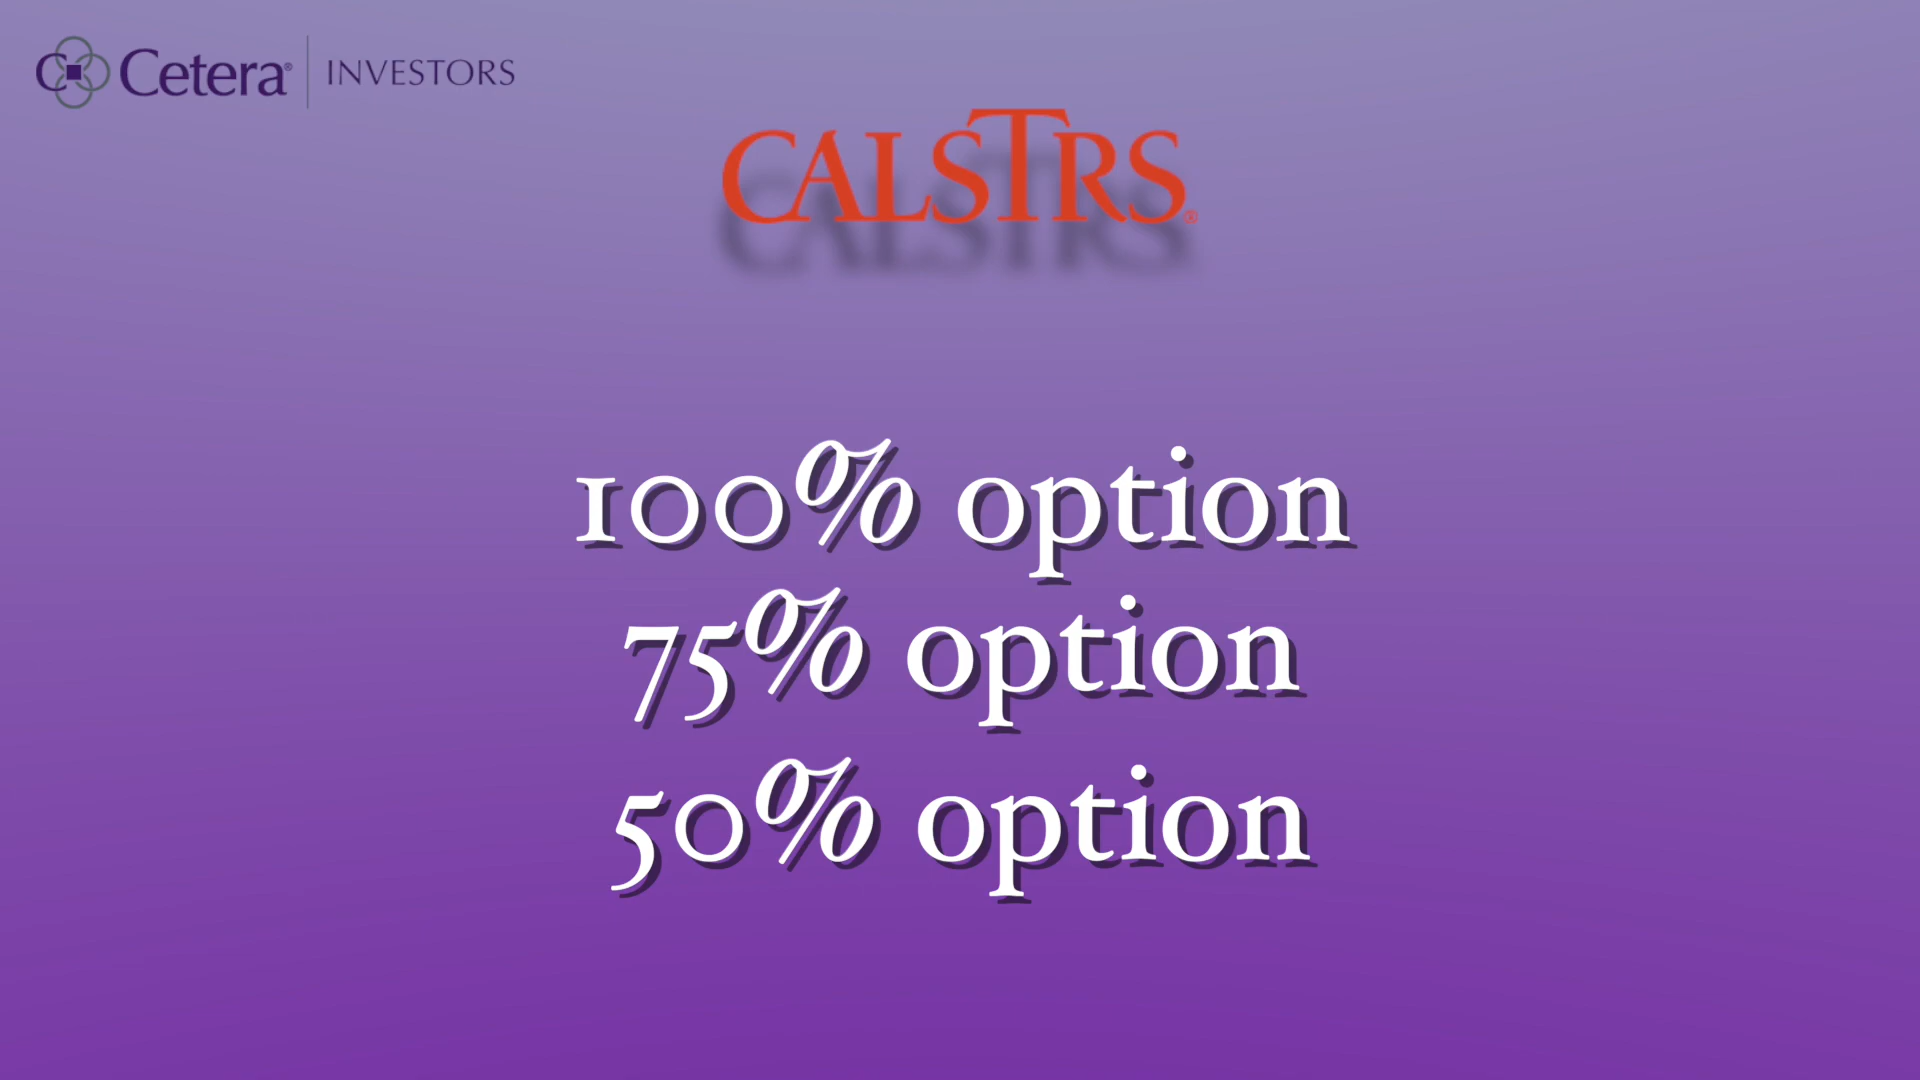 Cetera® | INVESTORS
CALSTRS®
100% option
75% option
50% option